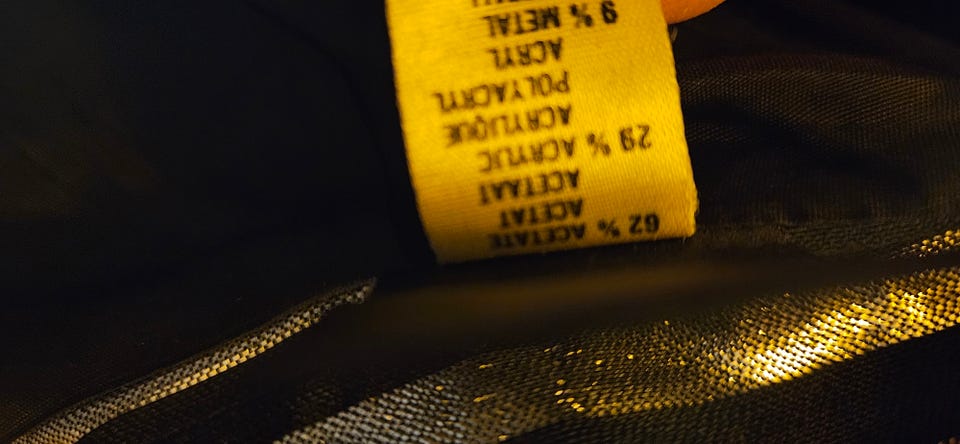 62 % ACETATE
ACETAT
ACETAAT
29 % ACRYLIC
ACRYLIQUE
POLYACRYL
ACRYL
9 % METAL